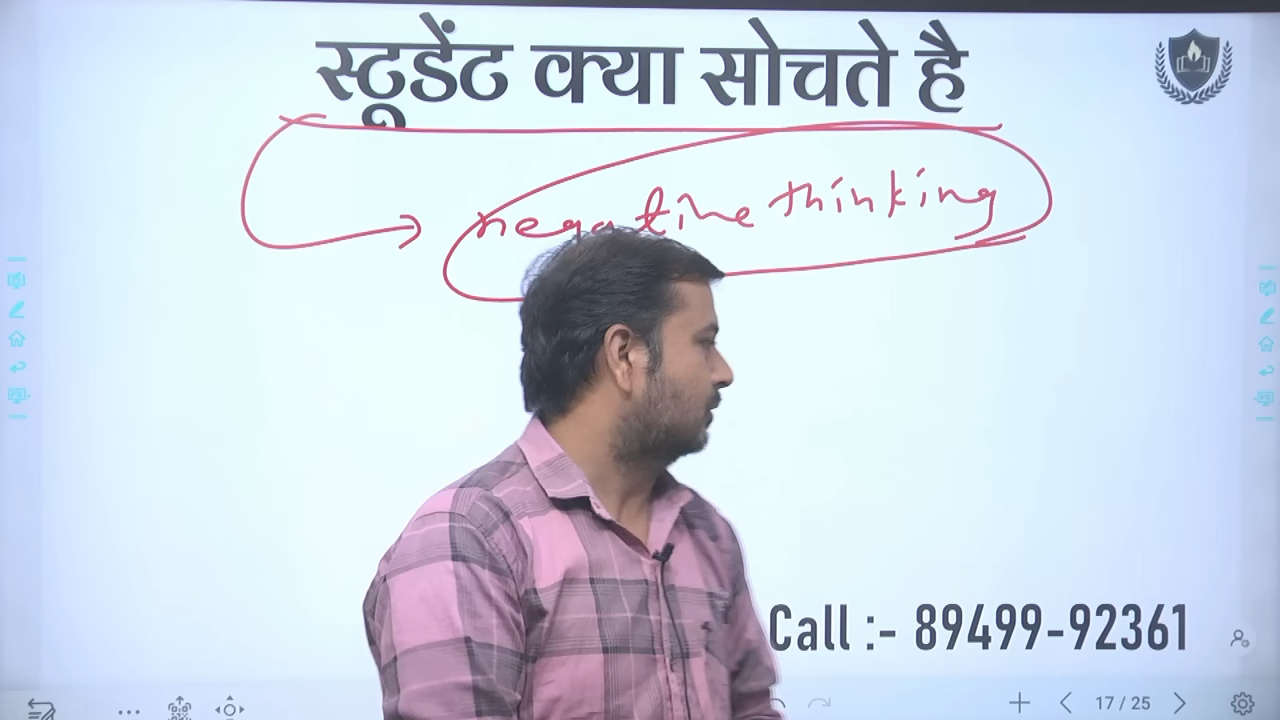 स्टूडेंट क्या सोचते है
negative thinking
Call :- 89499-92361
17 / 25